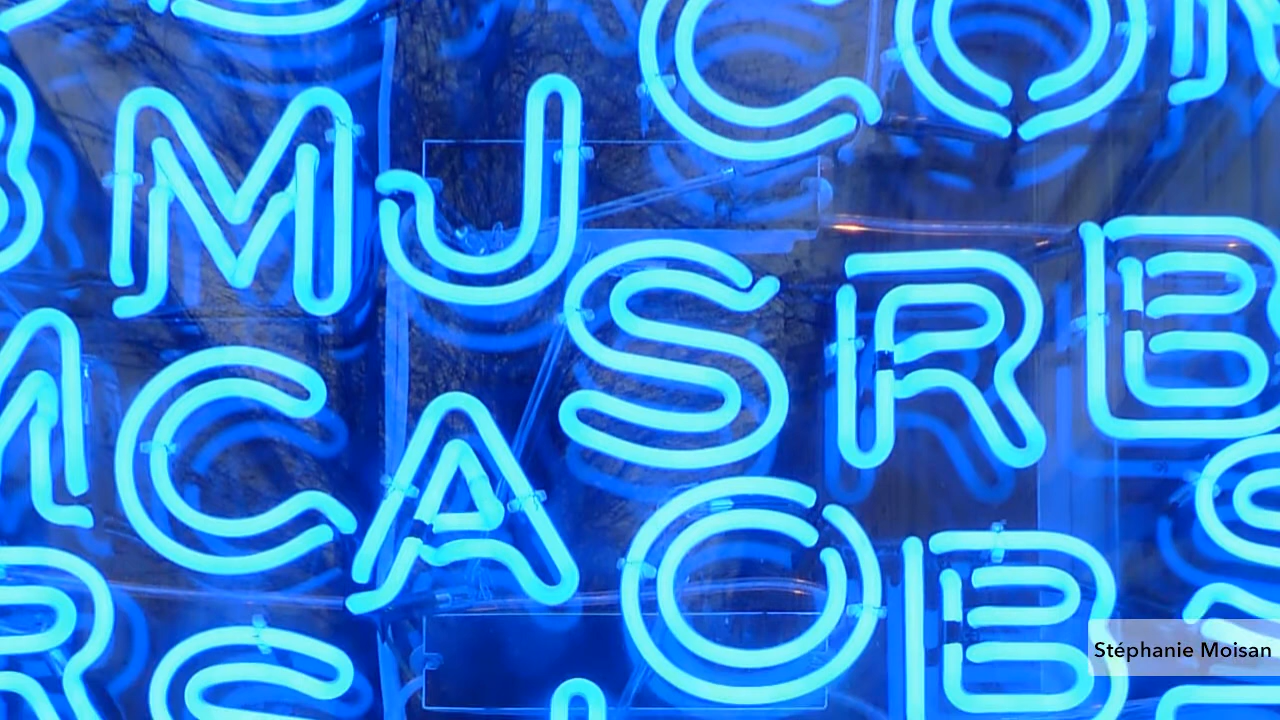 C O
M J S R B
C A O B S
R S J
Stéphanie Moisan